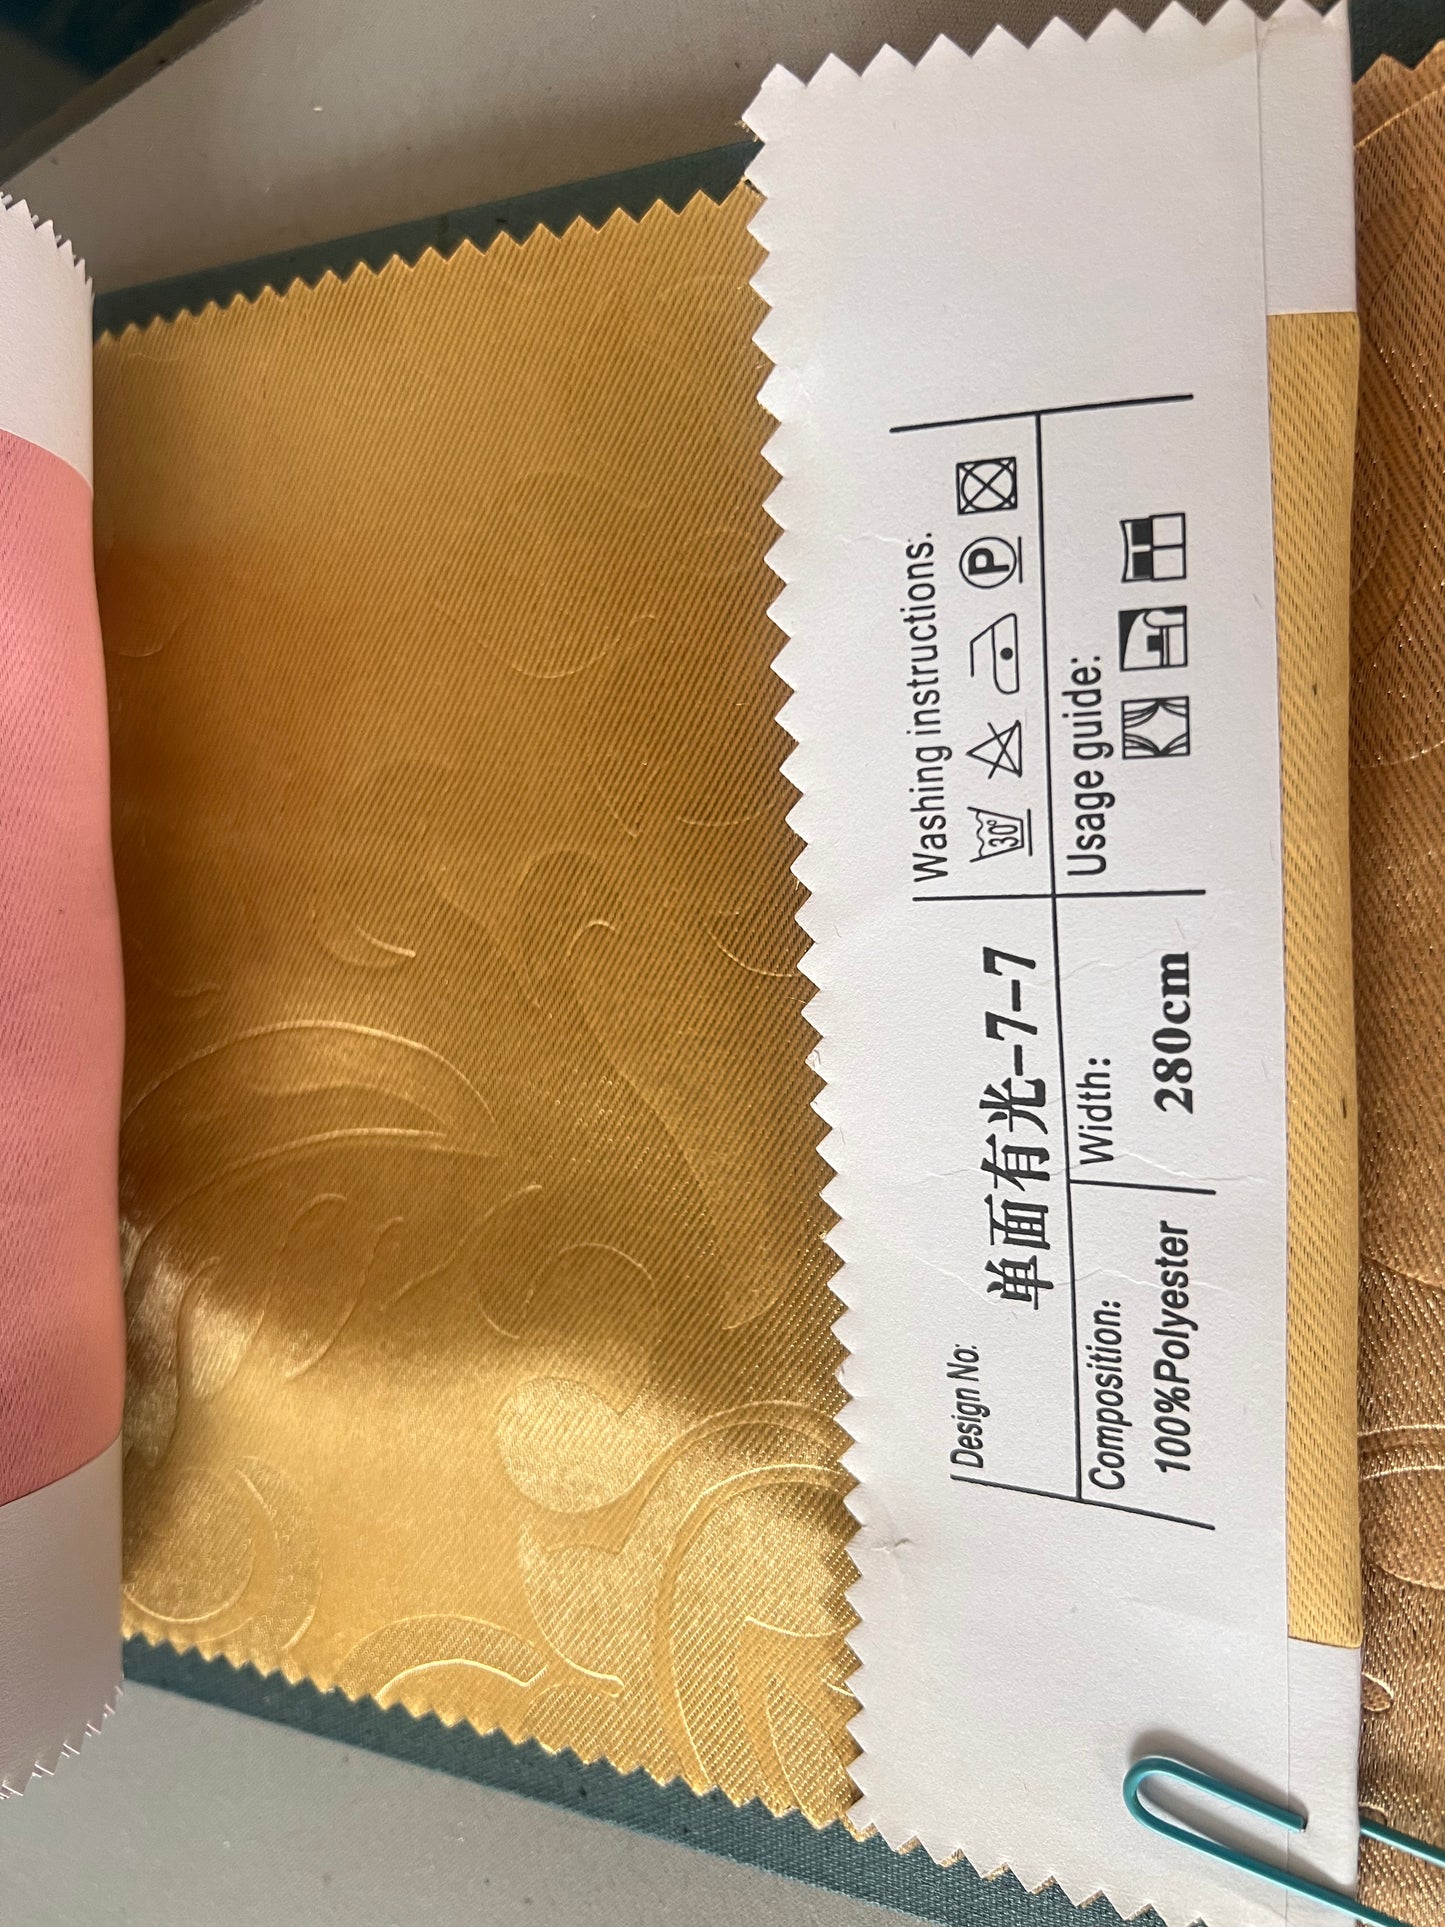 Design No:
单面有光-7-7
Washing instructions:
30°
P
Composition:
100%Polyester
Width:
280cm
Usage guide: